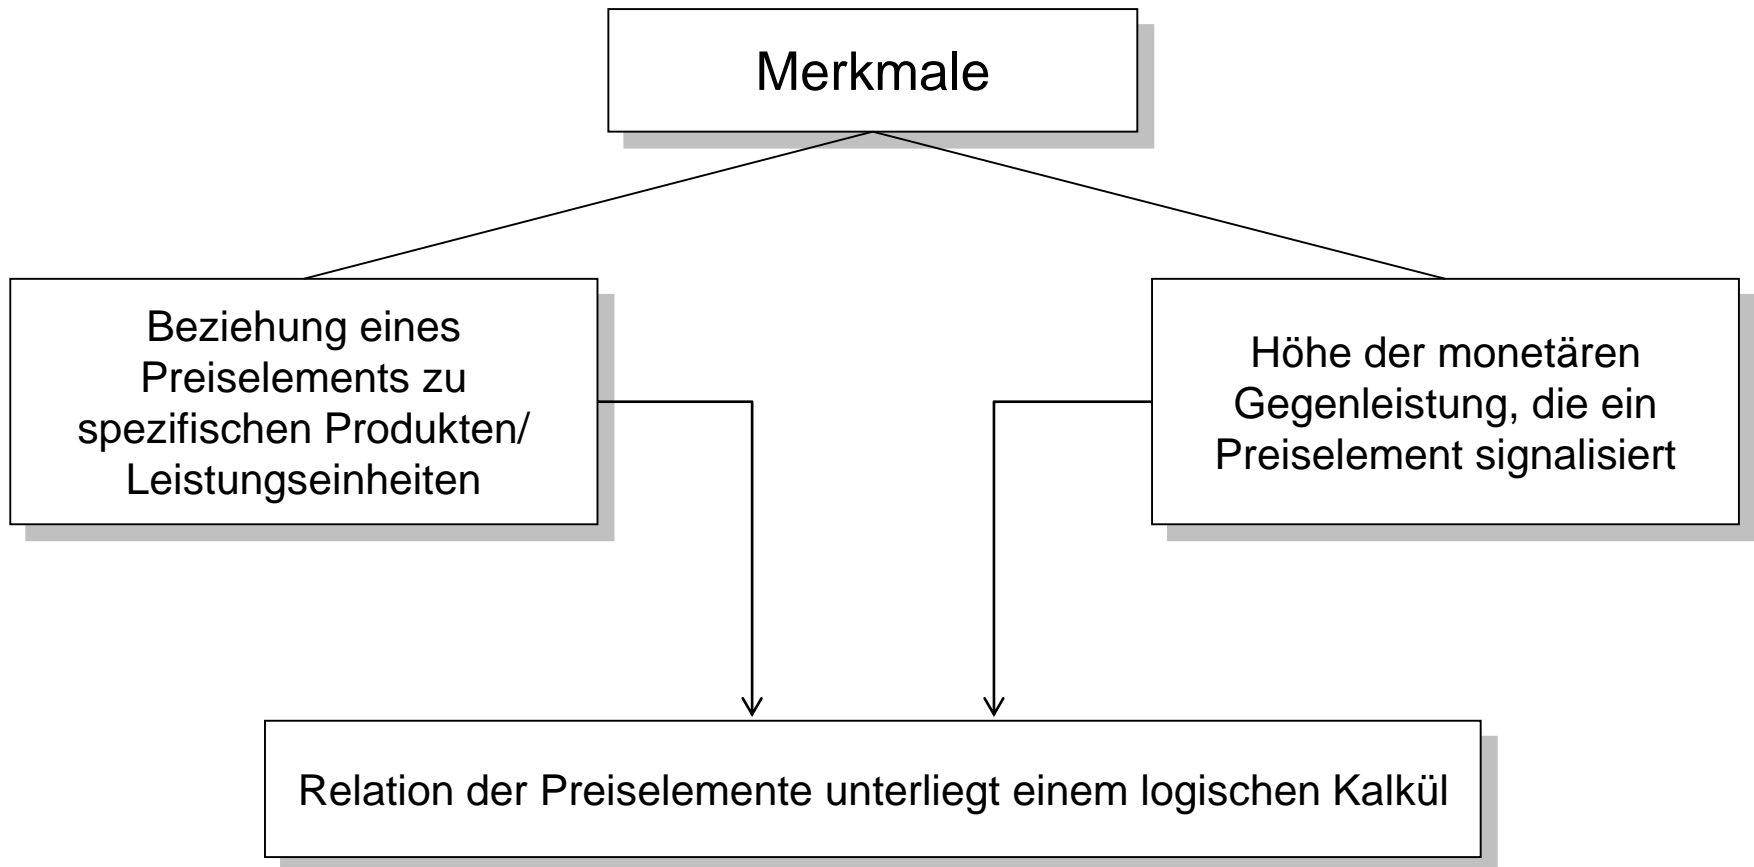 Merkmale
Beziehung eines
Preiselements zu
spezifischen Produkten/
Leistungseinheiten
Höhe der monetären
Gegenleistung, die ein
Preiselement signalisiert
Relation der Preiselemente unterliegt einem logischen Kalkül